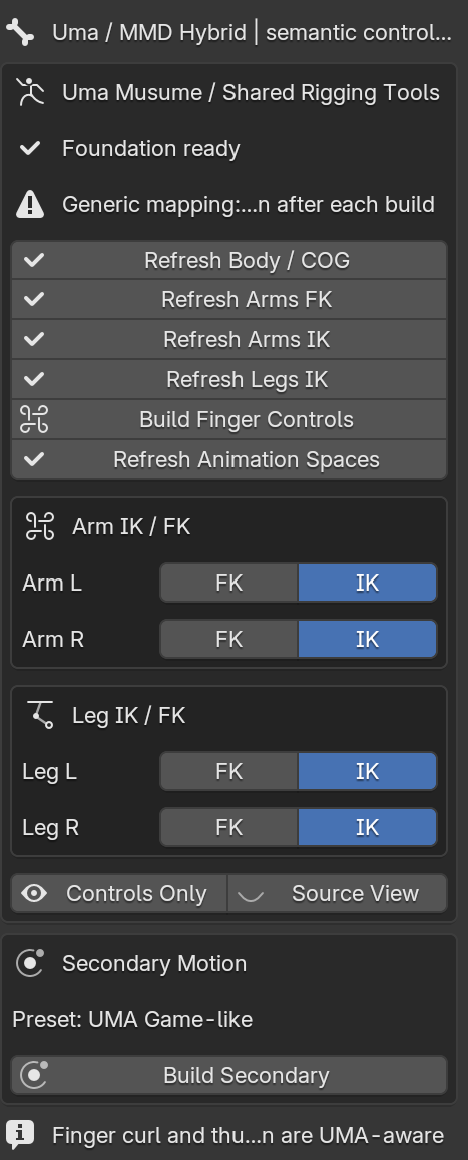 Uma / MMD Hybrid | semantic control...
Uma Musume / Shared Rigging Tools
Foundation ready
Generic mapping:...n after each build
Refresh Body / COG
Refresh Arms FK
Refresh Arms IK
Refresh Legs IK
Build Finger Controls
Refresh Animation Spaces
Arm IK / FK
Arm L FK IK
Arm R FK IK
Leg IK / FK
Leg L FK IK
Leg R FK IK
Controls Only Source View
Secondary Motion
Preset: UMA Game-like
Build Secondary
Finger curl and thu...n are UMA-aware